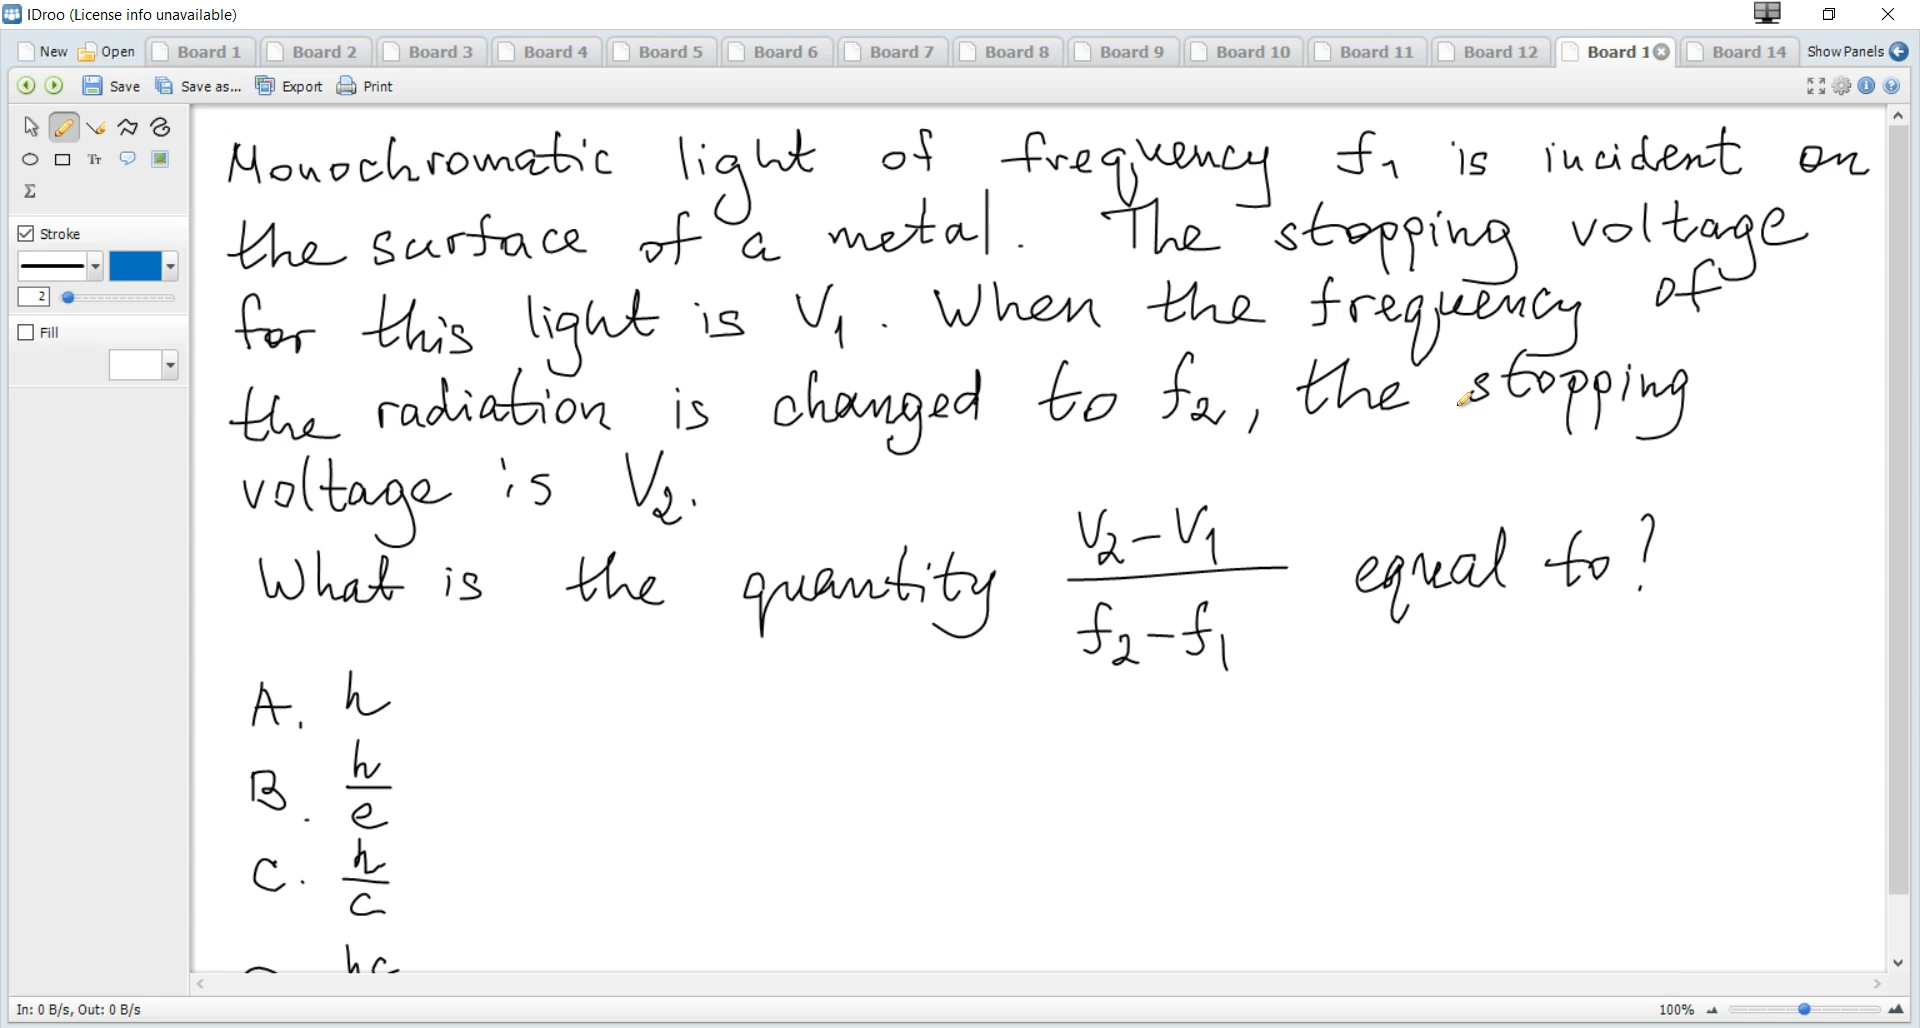 IDroo (License info unavailable)
New Open Board 1 Board 2 Board 3 Board 4 Board 5 Board 6 Board 7 Board 8 Board 9 Board 10 Board 11 Board 12 Board 1 Board 14 Show Panels
Save Save as... Export Print
Monochromatic light of frequency f₁ is incident on
the surface of a metal. The stopping voltage
for this light is V₁. When the frequency of
the radiation is changed to f₂, the stopping
voltage is V₂.
What is the quantity (V₂-V₁)/(f₂-f₁) equal to?
A. h
B. h/e
C. h/c
hc
Tт
Σ
Stroke
2
Fill
In: 0 B/s, Out: 0 B/s
100%